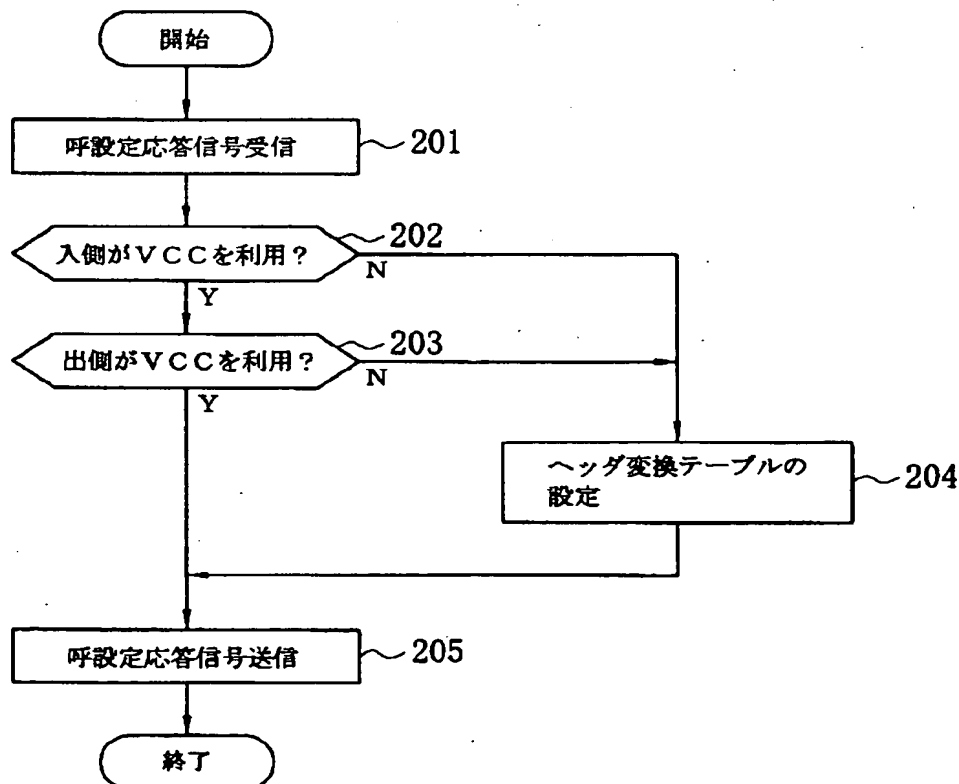 開始
呼設定応答信号受信
201
入側がＶＣＣを利用？
202
N
Y
出側がＶＣＣを利用？
203
N
Y
ヘッダ変換テーブルの
設定
204
呼設定応答信号送信
205
終了